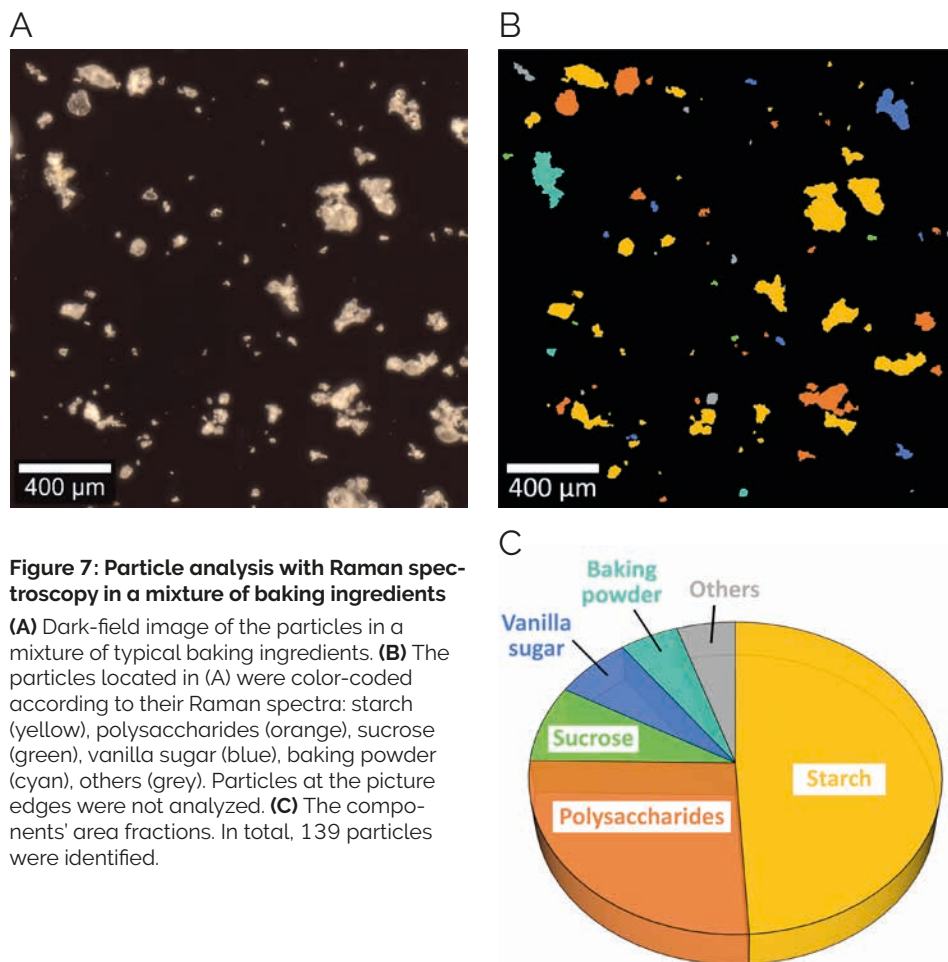 A
B
400 μm
400 μm
Figure 7: Particle analysis with Raman spec-
troscopy in a mixture of baking ingredients
(A) Dark-field image of the particles in a
mixture of typical baking ingredients. (B) The
particles located in (A) were color-coded
according to their Raman spectra: starch
(yellow), polysaccharides (orange), sucrose
(green), vanilla sugar (blue), baking powder
(cyan), others (grey). Particles at the picture
edges were not analyzed. (C) The compo-
nents’ area fractions. In total, 139 particles
were identified.
C
Baking
powder
Others
Vanilla
sugar
Sucrose
Starch
Polysaccharides